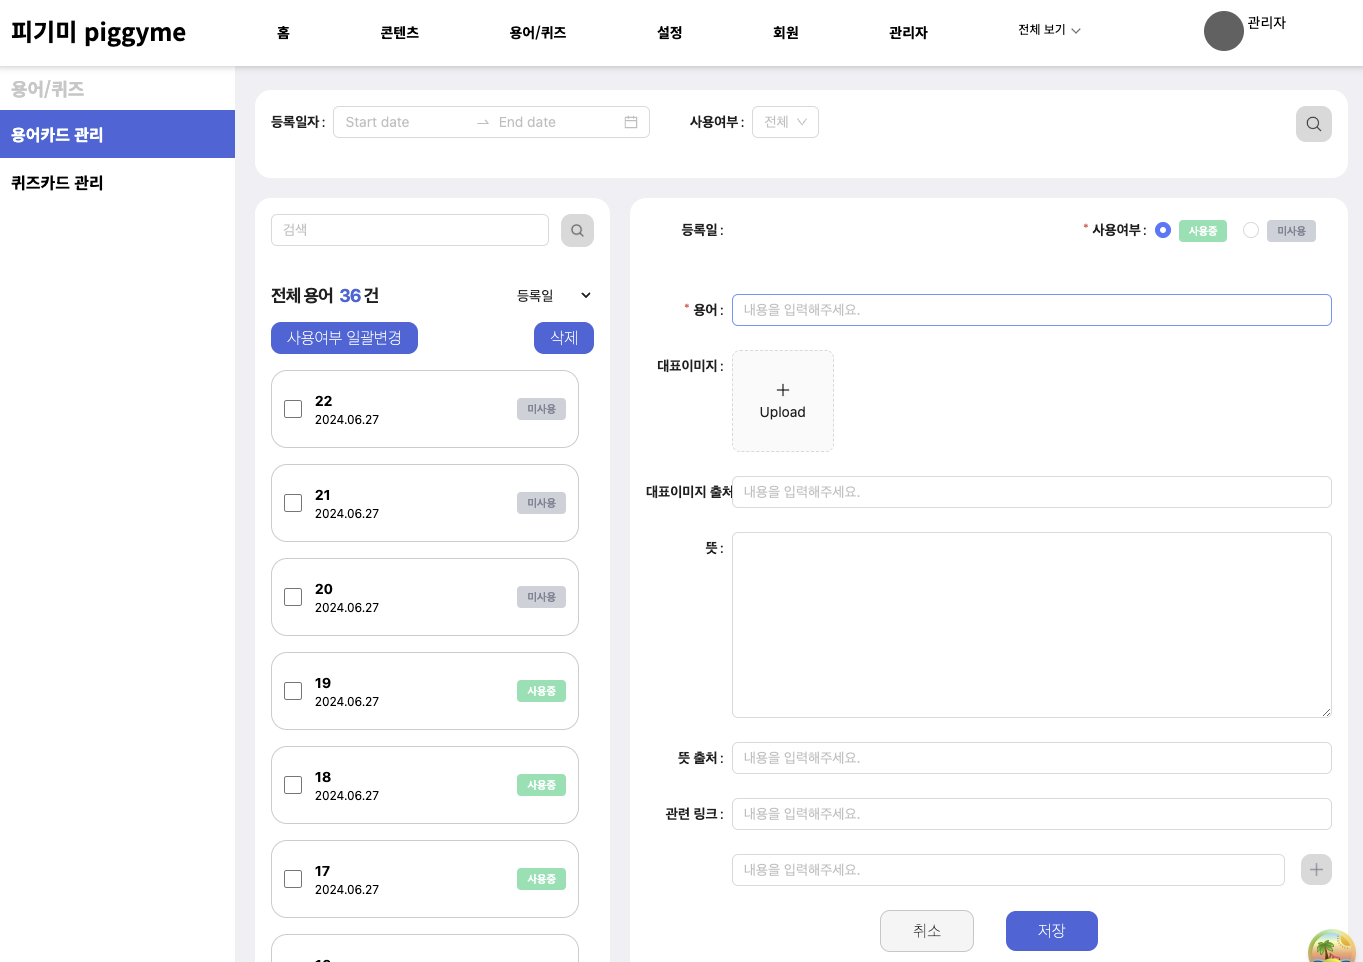 피기미 piggyme
홈
콘텐츠
용어/퀴즈
설정
회원
관리자
전체 보기
관리자
용어/퀴즈
용어카드 관리
퀴즈카드 관리
등록일자 :
Start date
End date
사용여부 :
전체
검색
전체 용어 36 건
등록일
사용여부 일괄변경
삭제
22
2024.06.27
미사용
21
2024.06.27
미사용
20
2024.06.27
미사용
19
2024.06.27
사용중
18
2024.06.27
사용중
17
2024.06.27
사용중
등록일 :
* 사용여부 :
사용중
미사용
* 용어 :
내용을 입력해주세요.
대표이미지 :
Upload
대표이미지 출처
내용을 입력해주세요.
뜻 :
뜻 출처 :
내용을 입력해주세요.
관련 링크 :
내용을 입력해주세요.
내용을 입력해주세요.
취소
저장